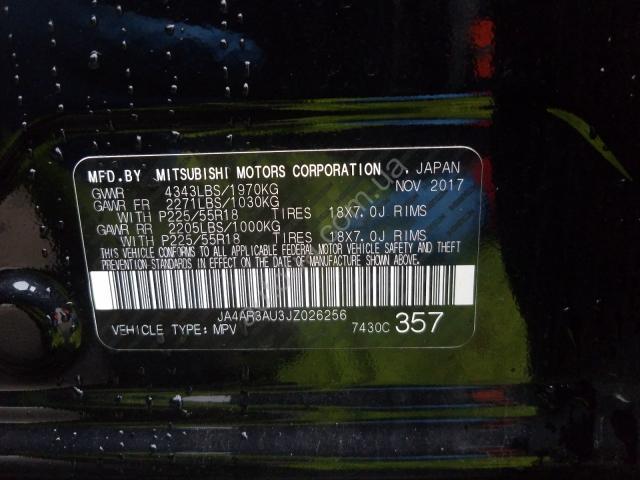 MFD.BY MITSUBISHI MOTORS CORPORATION , JAPAN
GVWR 4343LBS/1970KG NOV 2017
GAWR FR 2271LBS/1030KG
WITH P225/55R18 TIRES 18X7.0J RIMS
GAWR RR 2205LBS/1000KG
WITH P225/55R18 TIRES 18X7.0J RIMS
THIS VEHICLE CONFORMS TO ALL APPLICABLE FEDERAL MOTOR VEHICLE SAFETY AND THEFT
PREVENTION STANDARDS IN EFFECT ON THE DATE OF MANUFACTURE SHOWN ABOVE.
JA4AR3AU3JZ026256
VEHICLE TYPE: MPV 7430C 357